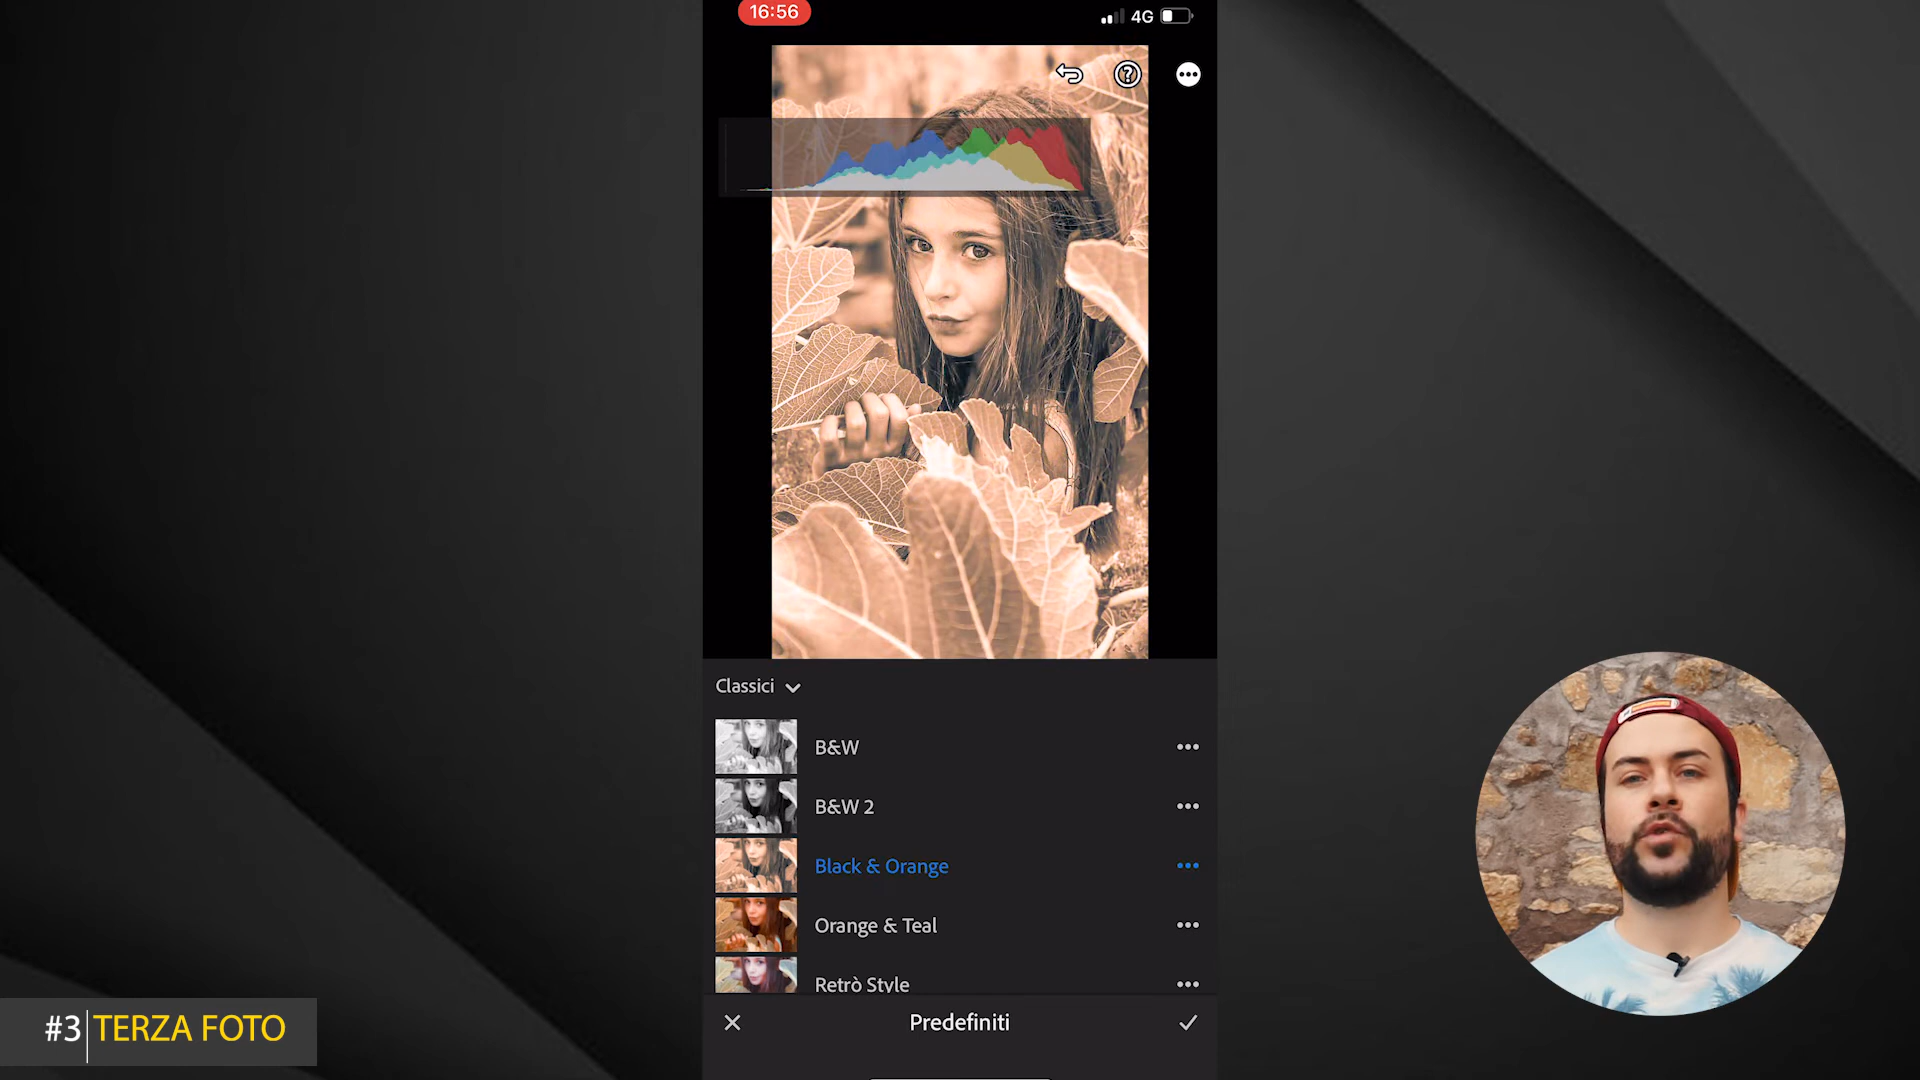 16:56
4G
Classici
B&W
B&W 2
Black & Orange
Orange & Teal
Retrò Style
Predefiniti
#3 TERZA FOTO